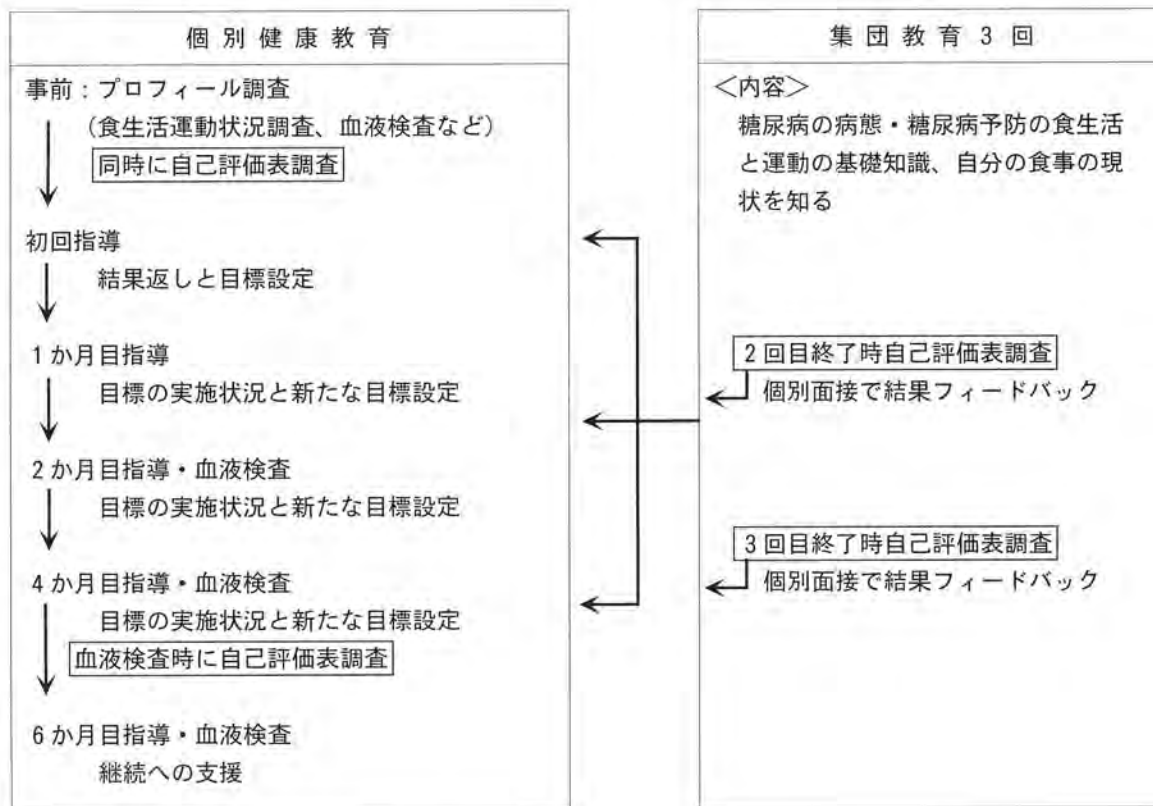 個別健康教育
事前：プロフィール調査
（食生活運動状況調査、血液検査など）
同時に自己評価表調査
初回指導
結果返しと目標設定
1か月目指導
目標の実施状況と新たな目標設定
2か月目指導・血液検査
目標の実施状況と新たな目標設定
4か月目指導・血液検査
目標の実施状況と新たな目標設定
血液検査時に自己評価表調査
6か月目指導・血液検査
継続への支援
集団教育3回
＜内容＞
糖尿病の病態・糖尿病予防の食生活
と運動の基礎知識、自分の食事の現
状を知る
2回目終了時自己評価表調査
個別面接で結果フィードバック
3回目終了時自己評価表調査
個別面接で結果フィードバック